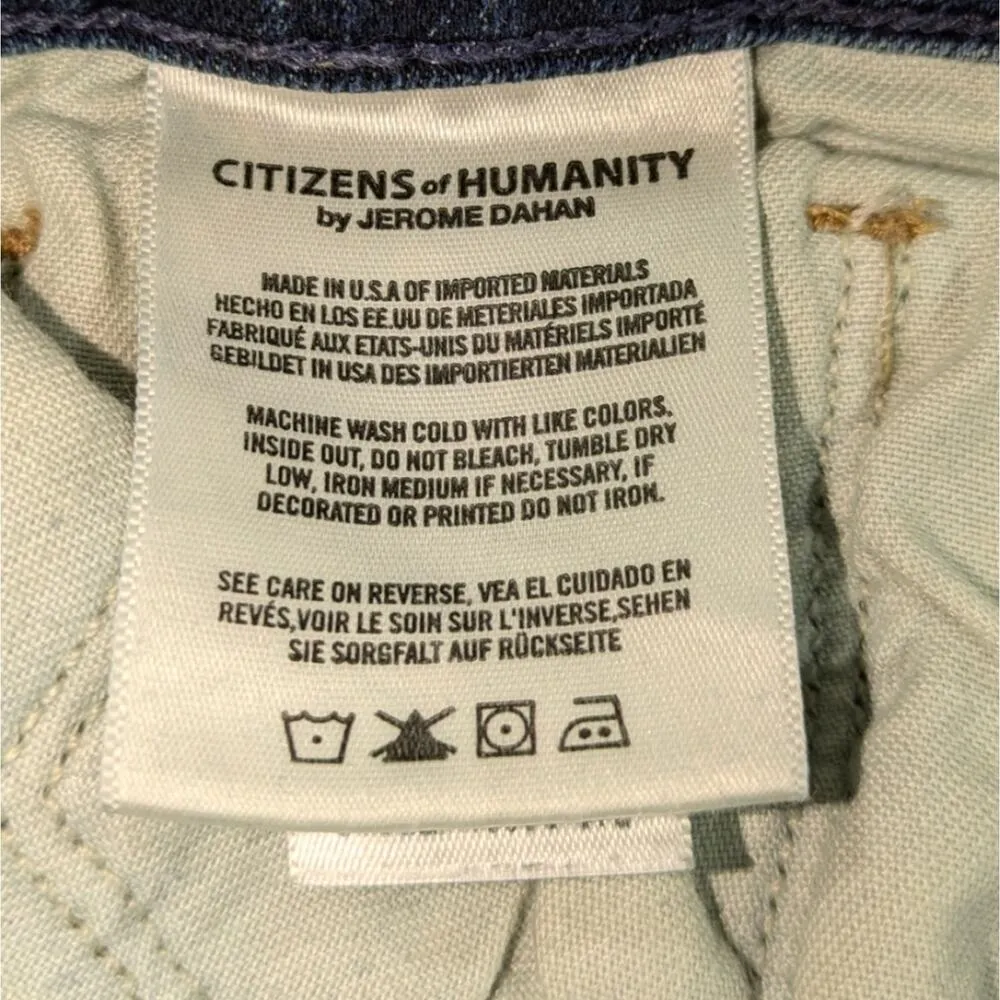 CITIZENS of HUMANITY
by JEROME DAHAN
MADE IN U.S.A OF IMPORTED MATERIALS
HECHO EN LOS EE.UU DE METERIALES IMPORTADA
FABRIQUÉ AUX ETATS-UNIS DU MATÉRIELS IMPORTÉ
GEBILDET IN USA DES IMPORTIERTEN MATERIALIEN
MACHINE WASH COLD WITH LIKE COLORS.
INSIDE OUT, DO NOT BLEACH, TUMBLE DRY
LOW, IRON MEDIUM IF NECESSARY, IF
DECORATED OR PRINTED DO NOT IRON.
SEE CARE ON REVERSE, VEA EL CUIDADO EN
REVÉS,VOIR LE SOIN SUR L'INVERSE,SEHEN
SIE SORGFALT AUF RÜCKSEITE